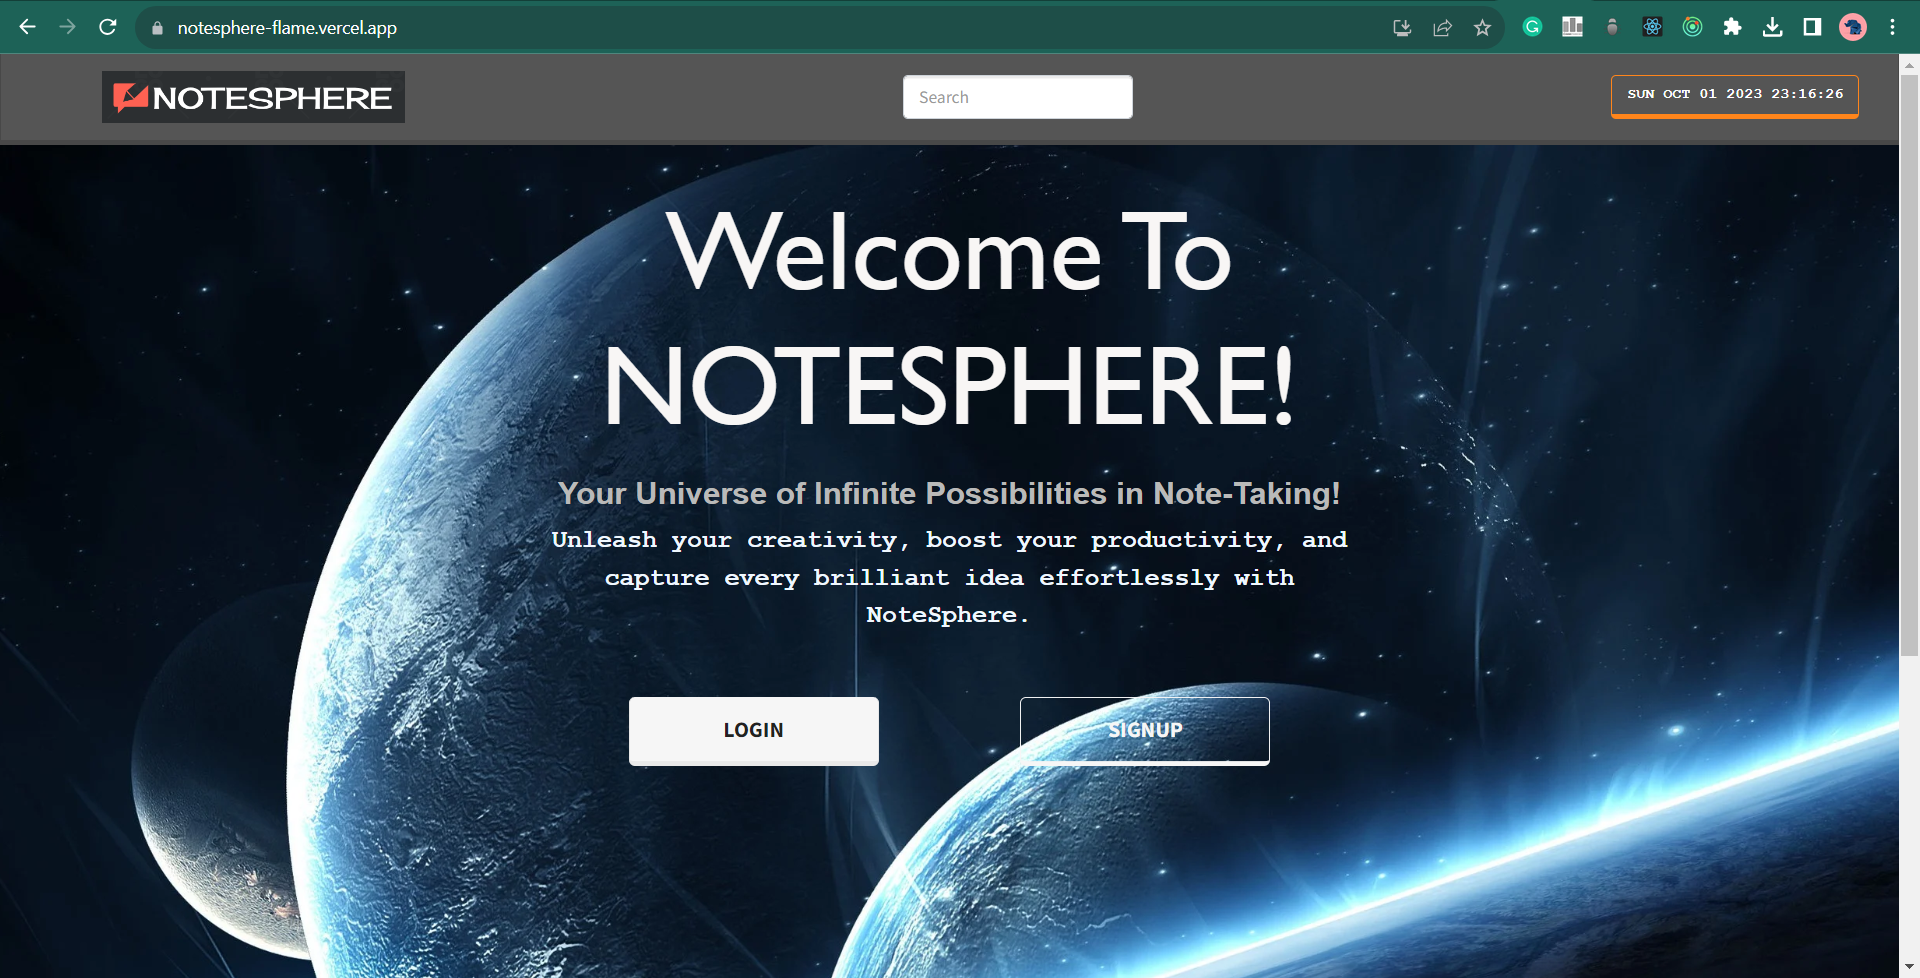 notesphere-flame.vercel.app
NOTESPHERE
Search
SUN OCT 01 2023 23:16:26
Welcome To
NOTESPHERE!
Your Universe of Infinite Possibilities in Note-Taking!
Unleash your creativity, boost your productivity, and
capture every brilliant idea effortlessly with
NoteSphere.
LOGIN
SIGNUP